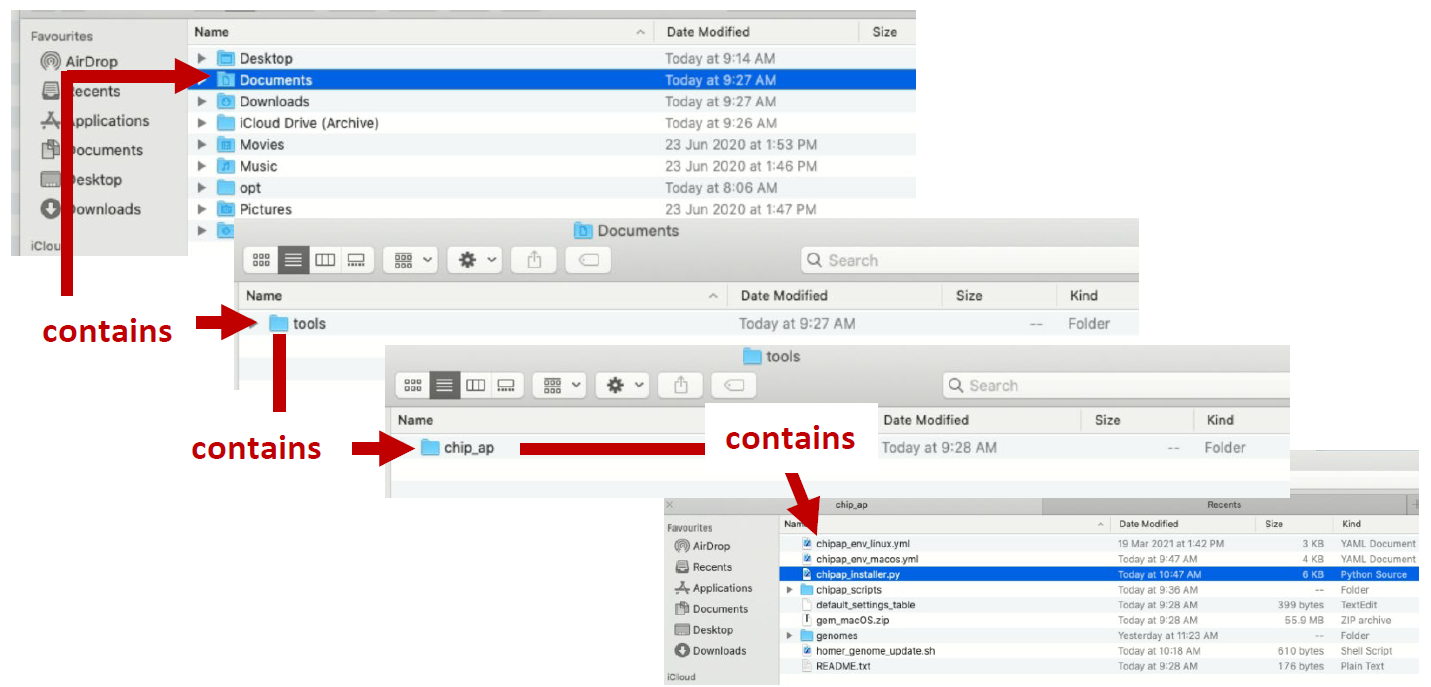 Favourites
AirDrop
Recents
Applications
Documents
Desktop
Downloads
iClou
Name Date Modified Size
Desktop Today at 9:14 AM
Documents Today at 9:27 AM
Downloads Today at 9:27 AM
iCloud Drive (Archive) Today at 9:26 AM
Movies 23 Jun 2020 at 1:53 PM
Music 23 Jun 2020 at 1:46 PM
opt Today at 8:06 AM
Pictures 23 Jun 2020 at 1:47 PM
Documents
Search
Name Date Modified Size Kind
contains
tools Today at 9:27 AM -- Folder
tools
Search
Name Date Modified Size Kind
contains
chip_ap
contains
Today at 9:28 AM -- Folder
chip_ap Recents
Favourites
AirDrop
Recents
Applications
Documents
Desktop
Downloads
iCloud
Name Date Modified Size Kind
chipap_env_linux.yml 19 Mar 2021 at 1:42 PM 3 KB YAML Document
chipap_env_macos.yml Today at 9:47 AM 4 KB YAML Document
chipap_installer.py Today at 10:47 AM 6 KB Python Source
chipap_scripts Today at 9:36 AM -- Folder
default_settings_table Today at 9:28 AM 399 bytes TextEdit
gem_macOS.zip Today at 9:28 AM 55.9 MB ZIP archive
genomes Yesterday at 11:23 AM -- Folder
homer_genome_update.sh Today at 10:18 AM 610 bytes Shell Script
README.txt Today at 9:28 AM 176 bytes Plain Text